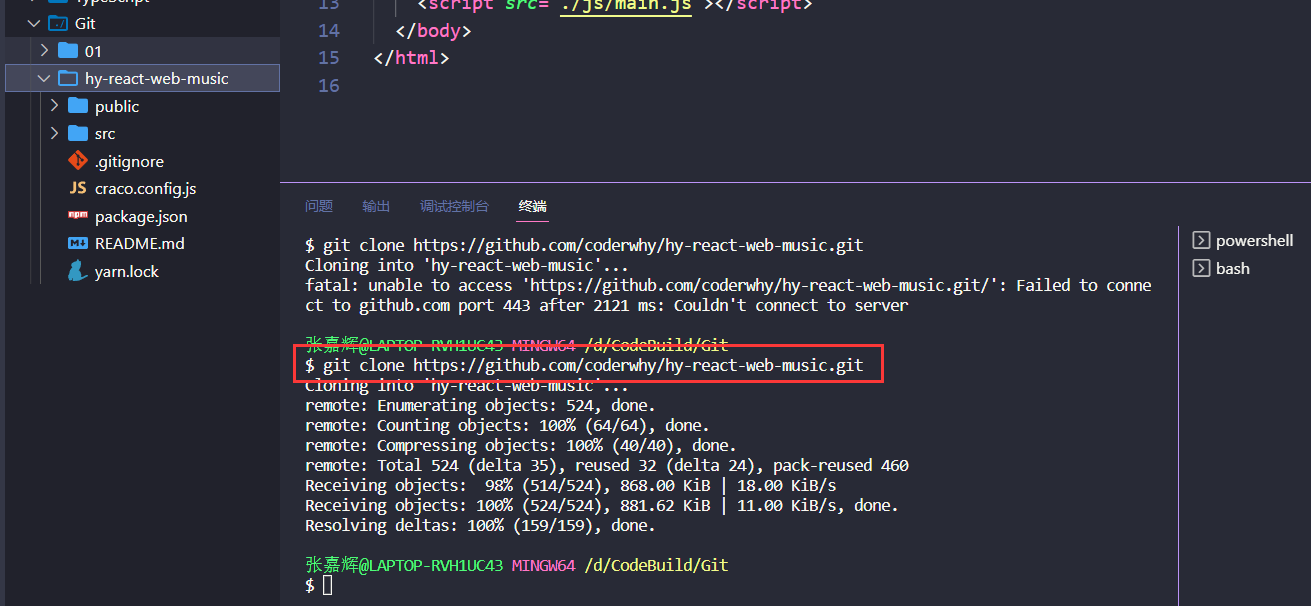 TypeScript
Git
01
hy-react-web-music
public
src
.gitignore
JS craco.config.js
npm package.json
M README.md
yarn.lock
13 <script src="./js/main.js"></script>
14 </body>
15 </html>
16
问题 输出 调试控制台 终端
$ git clone https://github.com/coderwhy/hy-react-web-music.git
Cloning into 'hy-react-web-music'...
fatal: unable to access 'https://github.com/coderwhy/hy-react-web-music.git/': Failed to conne
ct to github.com port 443 after 2121 ms: Couldn't connect to server
张嘉辉@LAPTOP-RVH1UC43 MINGW64 /d/CodeBuild/Git
$ git clone https://github.com/coderwhy/hy-react-web-music.git
Cloning into 'hy-react-web-music'...
remote: Enumerating objects: 524, done.
remote: Counting objects: 100% (64/64), done.
remote: Compressing objects: 100% (40/40), done.
remote: Total 524 (delta 35), reused 32 (delta 24), pack-reused 460
Receiving objects:  98% (514/524), 868.00 KiB | 18.00 KiB/s
Receiving objects: 100% (524/524), 881.62 KiB | 11.00 KiB/s, done.
Resolving deltas: 100% (159/159), done.
张嘉辉@LAPTOP-RVH1UC43 MINGW64 /d/CodeBuild/Git
$
powershell
bash